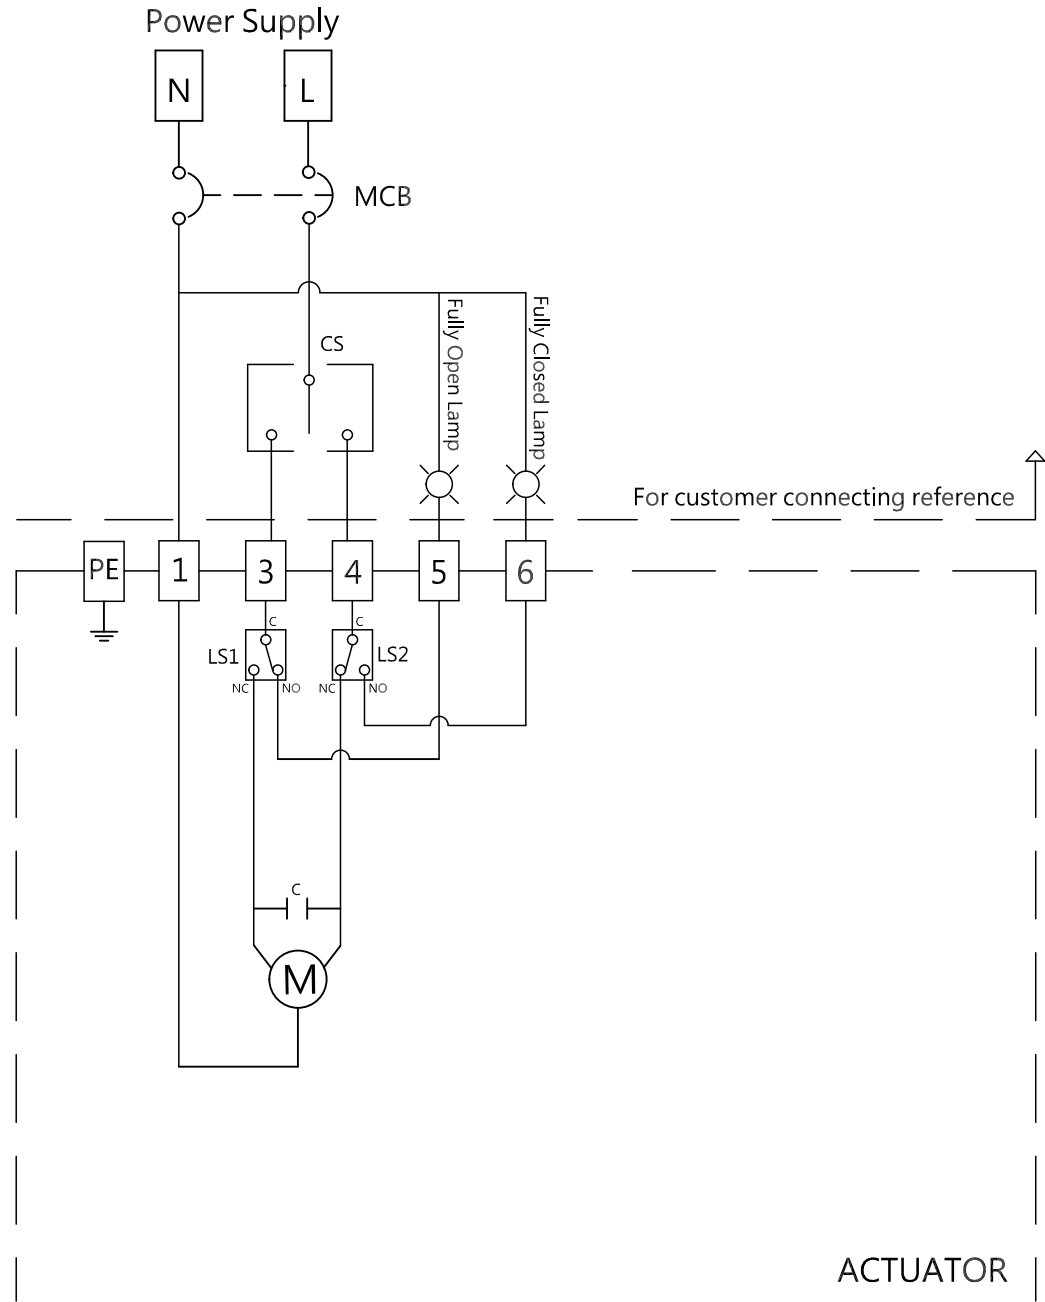 Power Supply
N
L
MCB
CS
Fully Open Lamp
Fully Closed Lamp
For customer connecting reference
PE
1
3
4
5
6
C
C
LS1
LS2
NC
NO
NC
NO
C
M
ACTUATOR